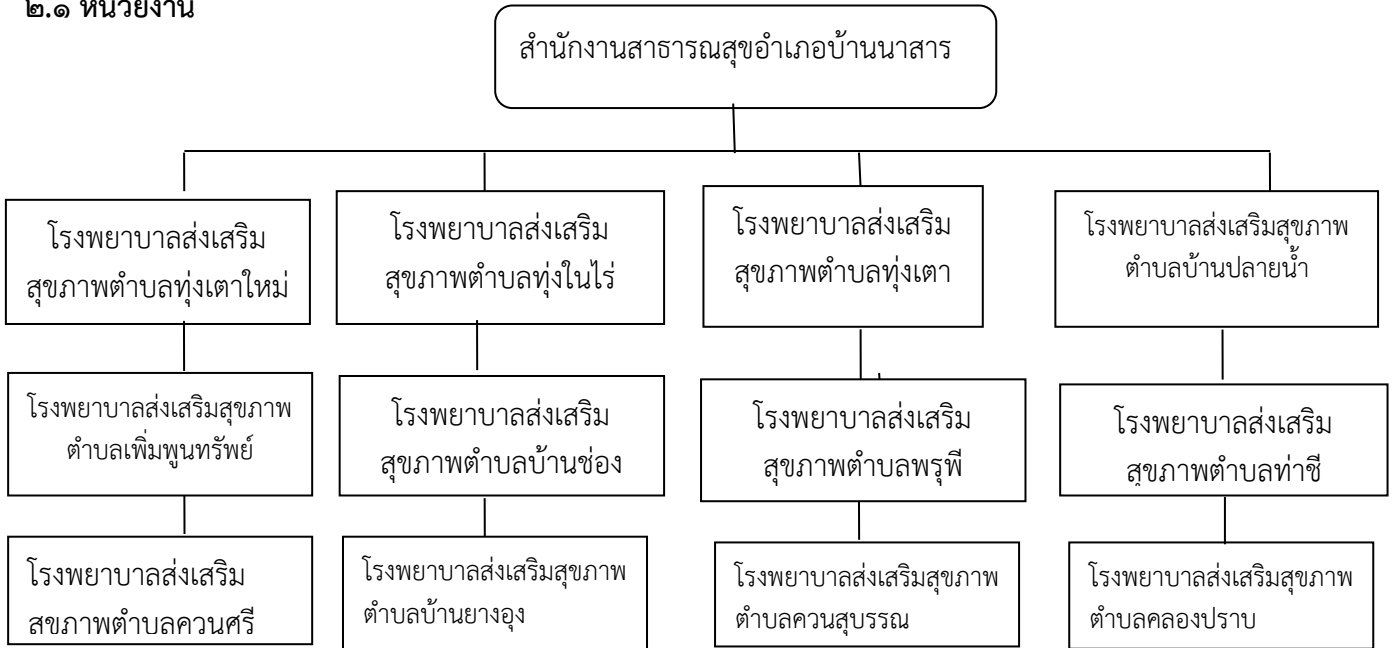 ๒.๑ หน่วยงาน
สำนักงานสาธารณสุขอำเภอบ้านนาสาร
โรงพยาบาลส่งเสริม
สุขภาพตำบลทุ่งเตาใหม่
โรงพยาบาลส่งเสริม
สุขภาพตำบลทุ่งในไร่
โรงพยาบาลส่งเสริม
สุขภาพตำบลทุ่งเตา
โรงพยาบาลส่งเสริมสุขภาพ
ตำบลบ้านปลายน้ำ
โรงพยาบาลส่งเสริมสุขภาพ
ตำบลเพิ่มพูนทรัพย์
โรงพยาบาลส่งเสริม
สุขภาพตำบลบ้านช่อง
โรงพยาบาลส่งเสริม
สุขภาพตำบลพรุพี
โรงพยาบาลส่งเสริม
สุขภาพตำบลท่าชี
โรงพยาบาลส่งเสริม
สุขภาพตำบลควนศรี
โรงพยาบาลส่งเสริมสุขภาพ
ตำบลบ้านยางอุง
โรงพยาบาลส่งเสริมสุขภาพ
ตำบลควนสุบรรณ
โรงพยาบาลส่งเสริมสุขภาพ
ตำบลคลองปราบ